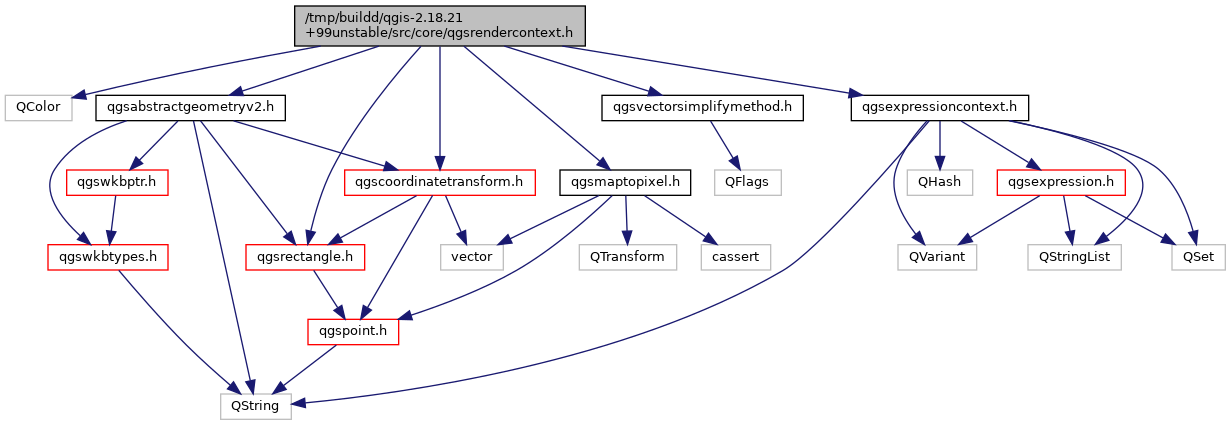 /tmp/buildd/qgis-2.18.21
+99unstable/src/core/qgsrendercontext.h
QColor
qgsabstractgeometryv2.h
qgsvectorsimplifymethod.h
qgsexpressioncontext.h
qgswkbptr.h
qgscoordinatetransform.h
qgsmaptopixel.h
QFlags
QHash
qgsexpression.h
qgswkbtypes.h
qgsrectangle.h
vector
QTransform
cassert
QVariant
QStringList
QSet
qgspoint.h
QString